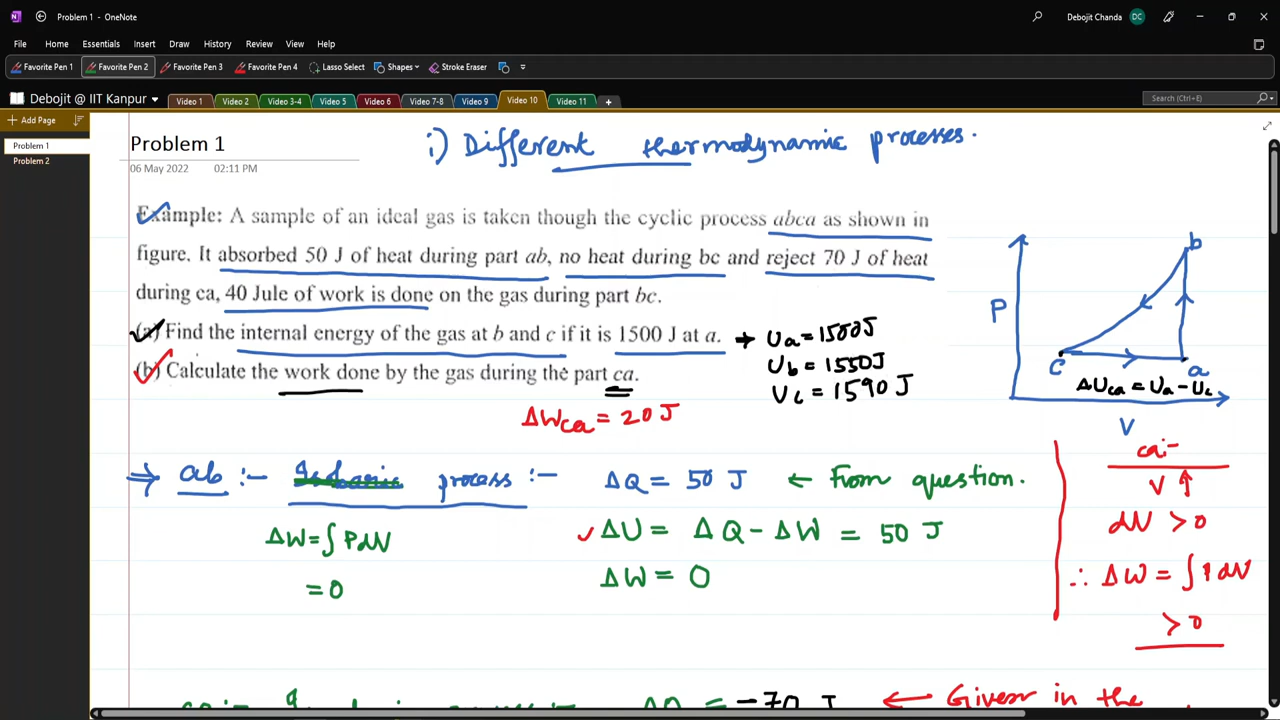 Problem 1 - OneNote
Debojit Chanda DC
File Home Essentials Insert Draw History Review View Help
Favorite Pen 1 Favorite Pen 2 Favorite Pen 3 Favorite Pen 4 Lasso Select Shapes Stroke Eraser
Debojit @ IIT Kanpur Video 1 Video 2 Video 3-4 Video 5 Video 6 Video 7-8 Video 9 Video 10 Video 11 Search (Ctrl+E)
Add Page
Problem 1
Problem 2
Problem 1
06 May 2022 02:11 PM
i) Different thermodynamic processes.
Example: A sample of an ideal gas is taken though the cyclic process abca as shown in
figure. It absorbed 50 J of heat during part ab, no heat during bc and reject 70 J of heat
during ca, 40 Jule of work is done on the gas during part bc.
(a) Find the internal energy of the gas at b and c if it is 1500 J at a.
(b) Calculate the work done by the gas during the part ca.
→ Ua = 1500J
Ub = 1550J
Uc = 1590 J
ΔWca = 20 J
P
b
c
a
ΔUca = Ua - Uc
V
⇒ ab :- process :- ΔQ = 50 J ← From question.
ΔW = ∫ PdV
= 0
ΔU = ΔQ - ΔW = 50 J
ΔW = 0
ca:-
V ↑
dV > 0
∴ ΔW = ∫ PdV
> 0
ΔQ = -70 J ← Given in the